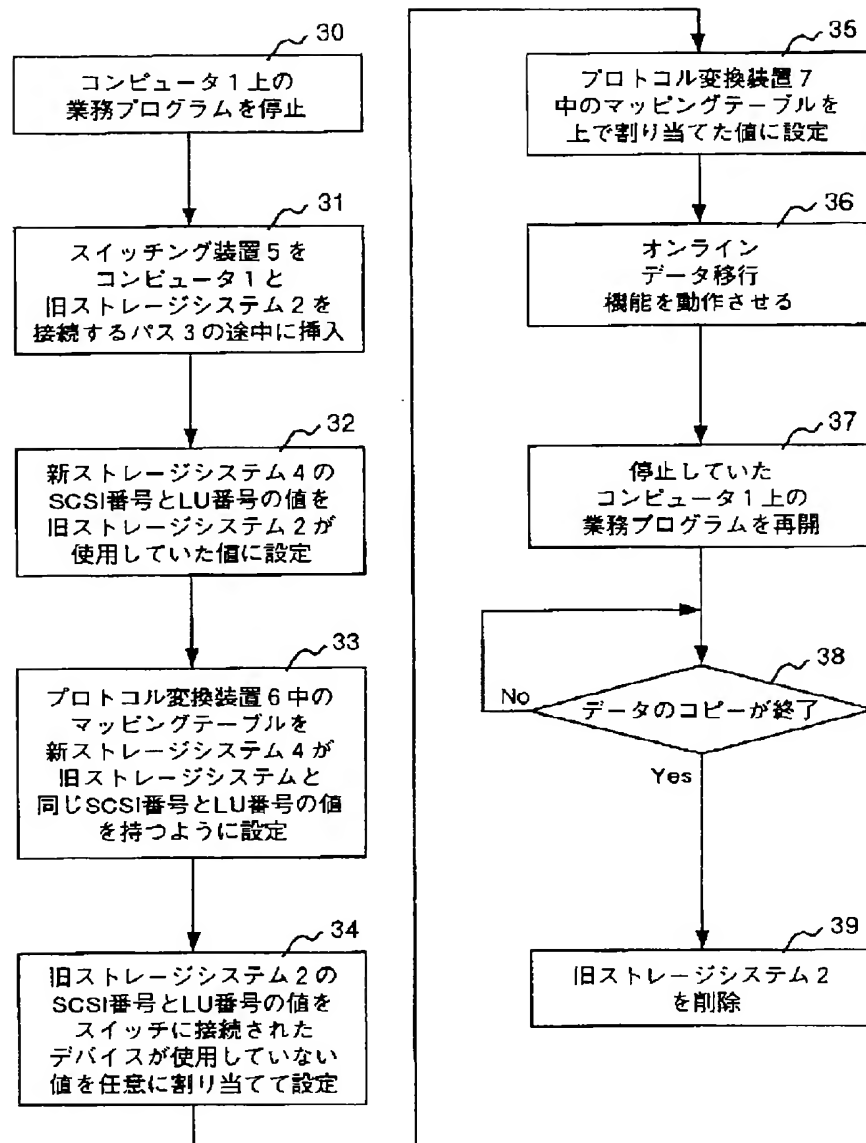 30
コンピュータ1上の
業務プログラムを停止
31
スイッチング装置5を
コンピュータ1と
旧ストレージシステム2を
接続するパス3の途中に挿入
32
新ストレージシステム4の
SCSI番号とLU番号の値を
旧ストレージシステム2が
使用していた値に設定
33
プロトコル変換装置6中の
マッピングテーブルを
新ストレージシステム4が
旧ストレージシステムと
同じSCSI番号とLU番号の値
を持つように設定
34
旧ストレージシステム2の
SCSI番号とLU番号の値を
スイッチに接続された
デバイスが使用していない
値を任意に割り当てて設定
35
プロトコル変換装置7
中のマッピングテーブルを
上で割り当てた値に設定
36
オンライン
データ移行
機能を動作させる
37
停止していた
コンピュータ1上の
業務プログラムを再開
38
No
データのコピーが終了
Yes
39
旧ストレージシステム2
を削除